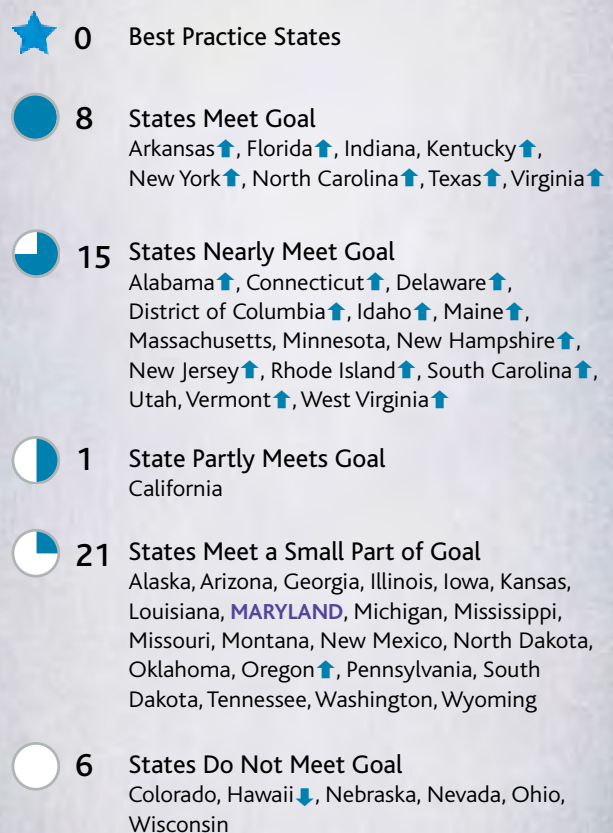 0 Best Practice States
8 States Meet Goal
Arkansas⬆, Florida⬆, Indiana, Kentucky⬆,
New York⬆, North Carolina⬆, Texas⬆, Virginia⬆
15 States Nearly Meet Goal
Alabama⬆, Connecticut⬆, Delaware⬆,
District of Columbia⬆, Idaho⬆, Maine⬆,
Massachusetts, Minnesota, New Hampshire⬆,
New Jersey⬆, Rhode Island⬆, South Carolina⬆,
Utah, Vermont⬆, West Virginia⬆
1 State Partly Meets Goal
California
21 States Meet a Small Part of Goal
Alaska, Arizona, Georgia, Illinois, Iowa, Kansas,
Louisiana, MARYLAND, Michigan, Mississippi,
Missouri, Montana, New Mexico, North Dakota,
Oklahoma, Oregon⬆, Pennsylvania, South
Dakota, Tennessee, Washington, Wyoming
6 States Do Not Meet Goal
Colorado, Hawaii⬇, Nebraska, Nevada, Ohio,
Wisconsin